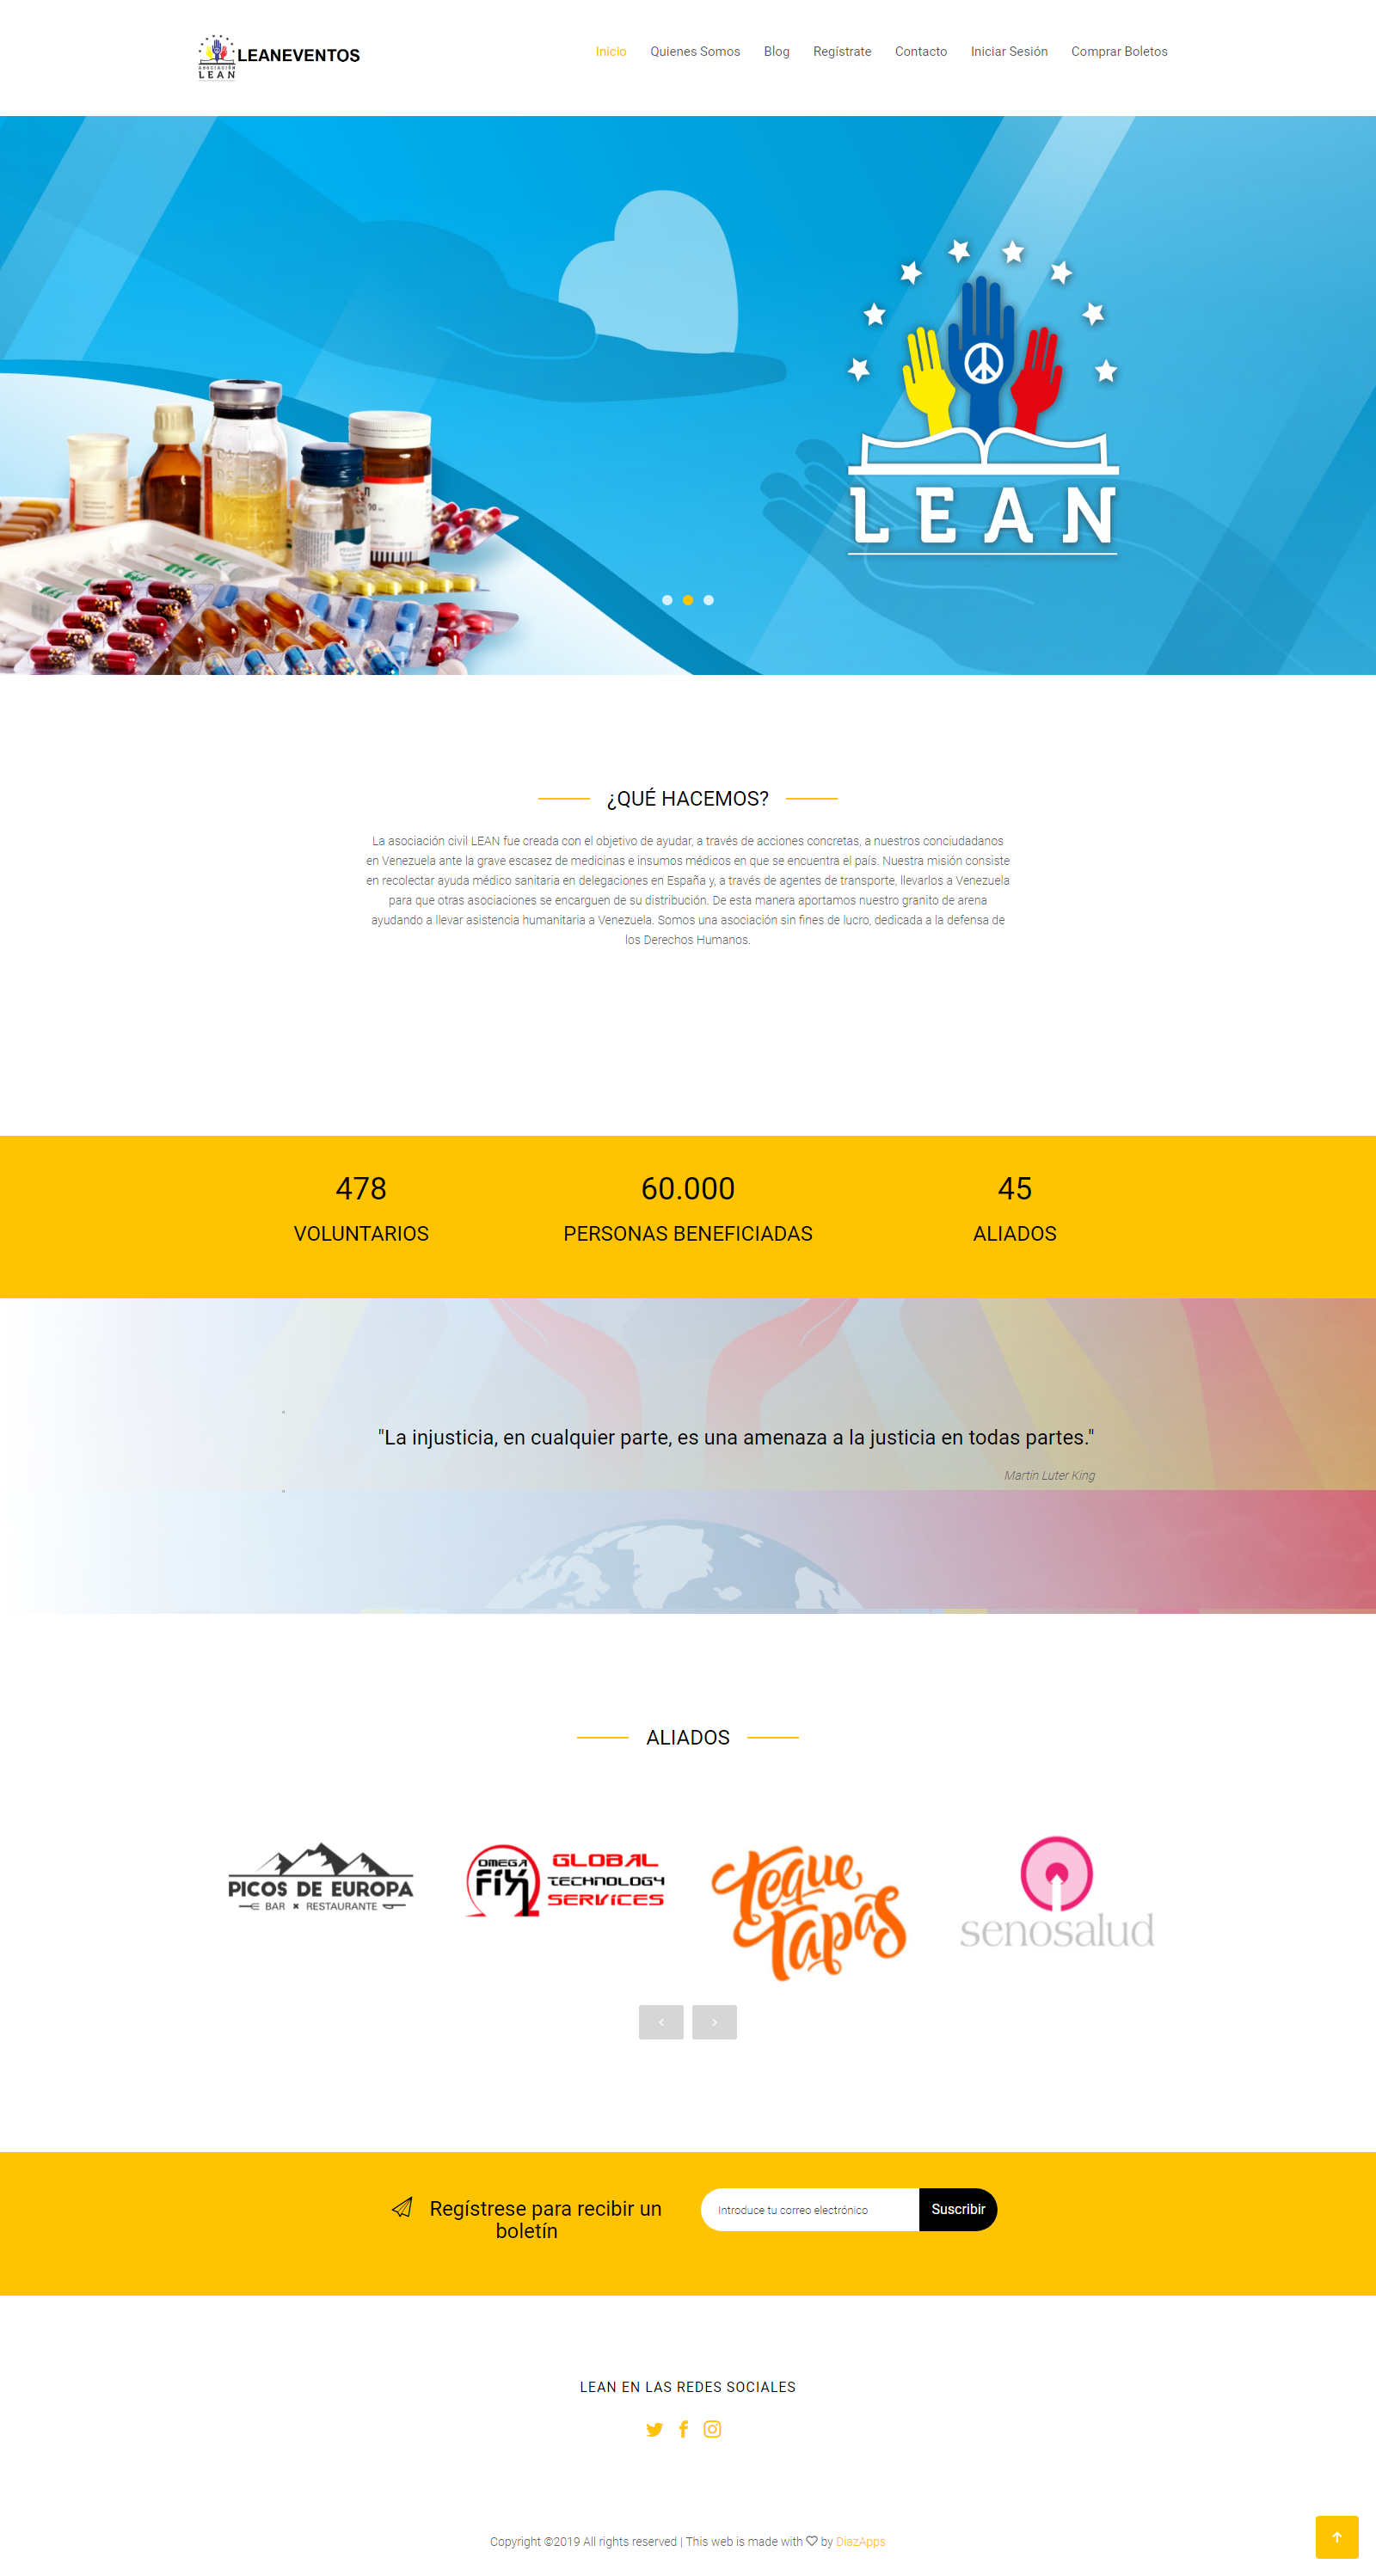 ASOCIACIÓN
LEAN
LEANEVENTOS
Inicio
Quienes Somos
Blog
Regístrate
Contacto
Iniciar Sesión
Comprar Boletos
LEAN
¿QUÉ HACEMOS?
La asociación civil LEAN fue creada con el objetivo de ayudar, a través de acciones concretas, a nuestros conciudadanos
en Venezuela ante la grave escasez de medicinas e insumos médicos en que se encuentra el país. Nuestra misión consiste
en recolectar ayuda médico sanitaria en delegaciones en España y, a través de agentes de transporte, llevarlos a Venezuela
para que otras asociaciones se encarguen de su distribución. De esta manera aportamos nuestro granito de arena
ayudando a llevar asistencia humanitaria a Venezuela. Somos una asociación sin fines de lucro, dedicada a la defensa de
los Derechos Humanos.
478
VOLUNTARIOS
60.000
PERSONAS BENEFICIADAS
45
ALIADOS
"
"La injusticia, en cualquier parte, es una amenaza a la justicia en todas partes."
Martin Luter King
"
ALIADOS
PICOS DE EUROPA
BAR × RESTAURANTE
OMEGA
FIX
GLOBAL
TECHNOLOGY
SERVICES
teque
tapas
senosalud
Regístrese para recibir un
boletín
Introduce tu correo electrónico
Suscribir
LEAN EN LAS REDES SOCIALES
Copyright ©2019 All rights reserved | This web is made with ♡ by DiazApps